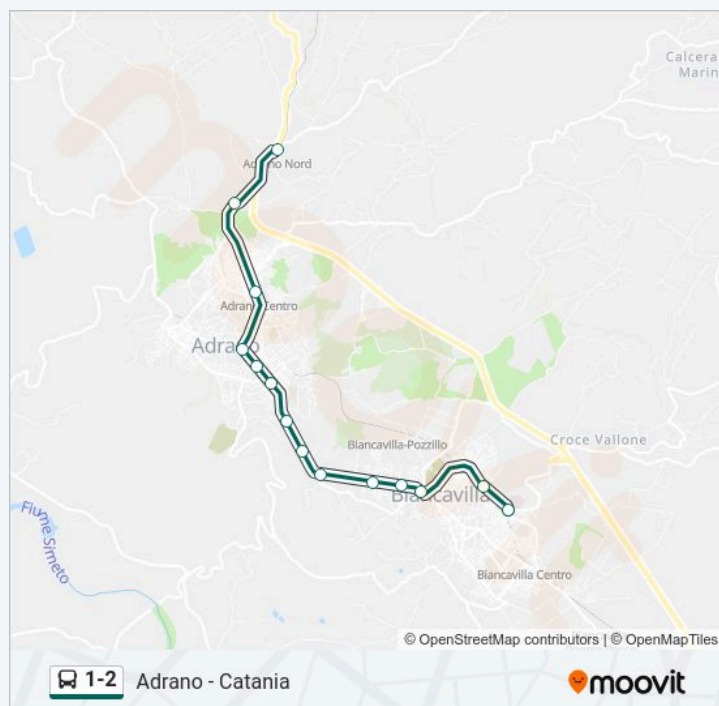 Calcera
Marin
Adrano Nord
Adrano Centro
Adrano
Croce Vallone
Biancavilla-Pozzillo
Biancavilla
Fiume Simeto
Biancavilla Centro
© OpenStreetMap contributors | © OpenMapTiles
1-2 Adrano - Catania
moovit